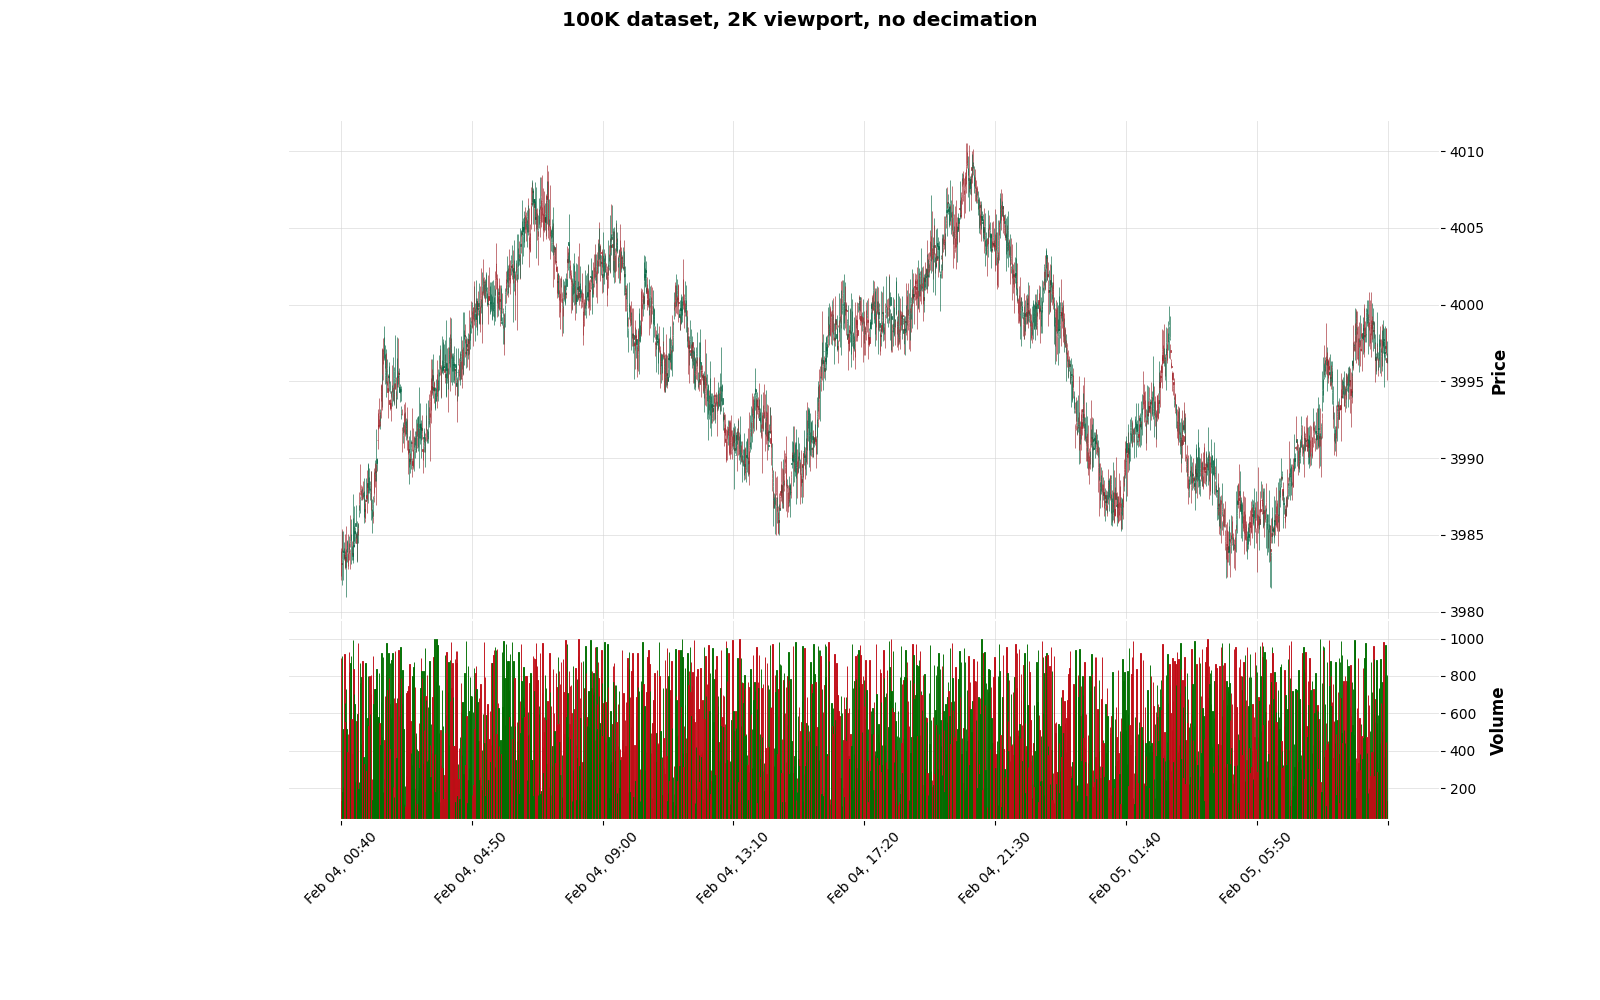 100K dataset, 2K viewport, no decimation
4010
4005
4000
3995
3990
3985
3980
Price
1000
800
600
400
200
Volume
Feb 04, 00:40
Feb 04, 04:50
Feb 04, 09:00
Feb 04, 13:10
Feb 04, 17:20
Feb 04, 21:30
Feb 05, 01:40
Feb 05, 05:50